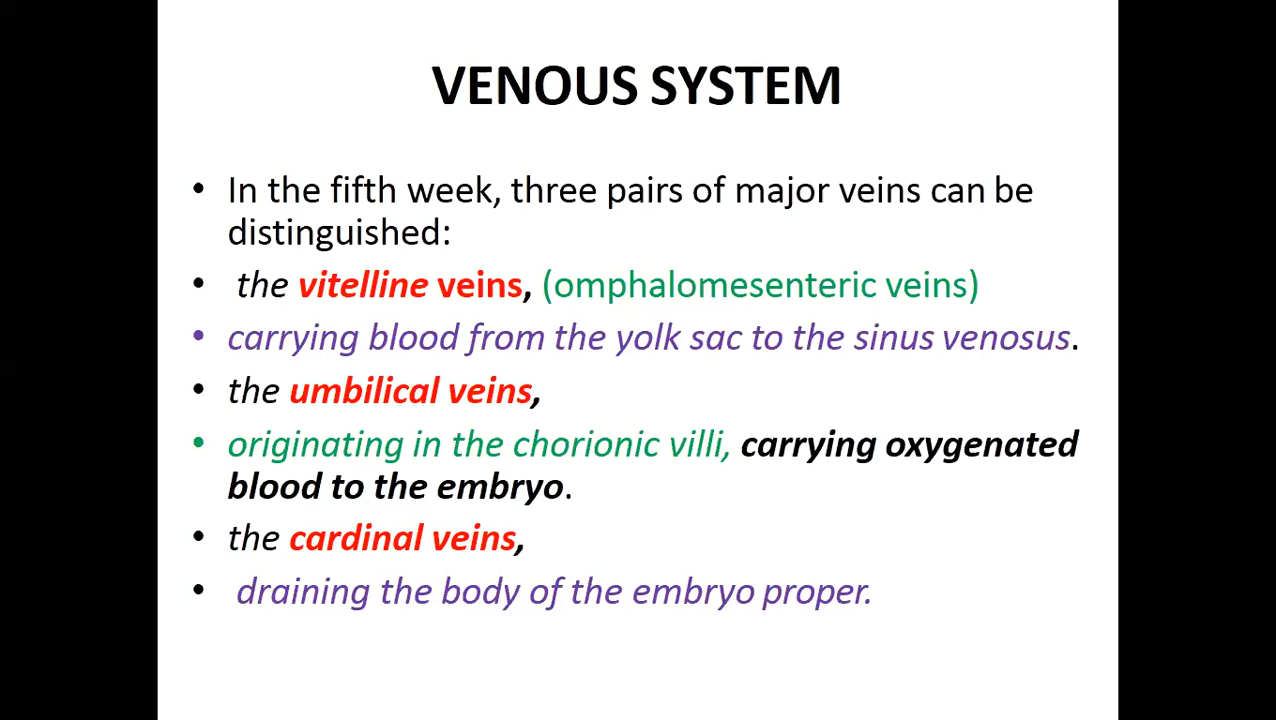 VENOUS SYSTEM
• In the fifth week, three pairs of major veins can be
distinguished:
• the vitelline veins, (omphalomesenteric veins)
• carrying blood from the yolk sac to the sinus venosus.
• the umbilical veins,
• originating in the chorionic villi, carrying oxygenated
blood to the embryo.
• the cardinal veins,
• draining the body of the embryo proper.